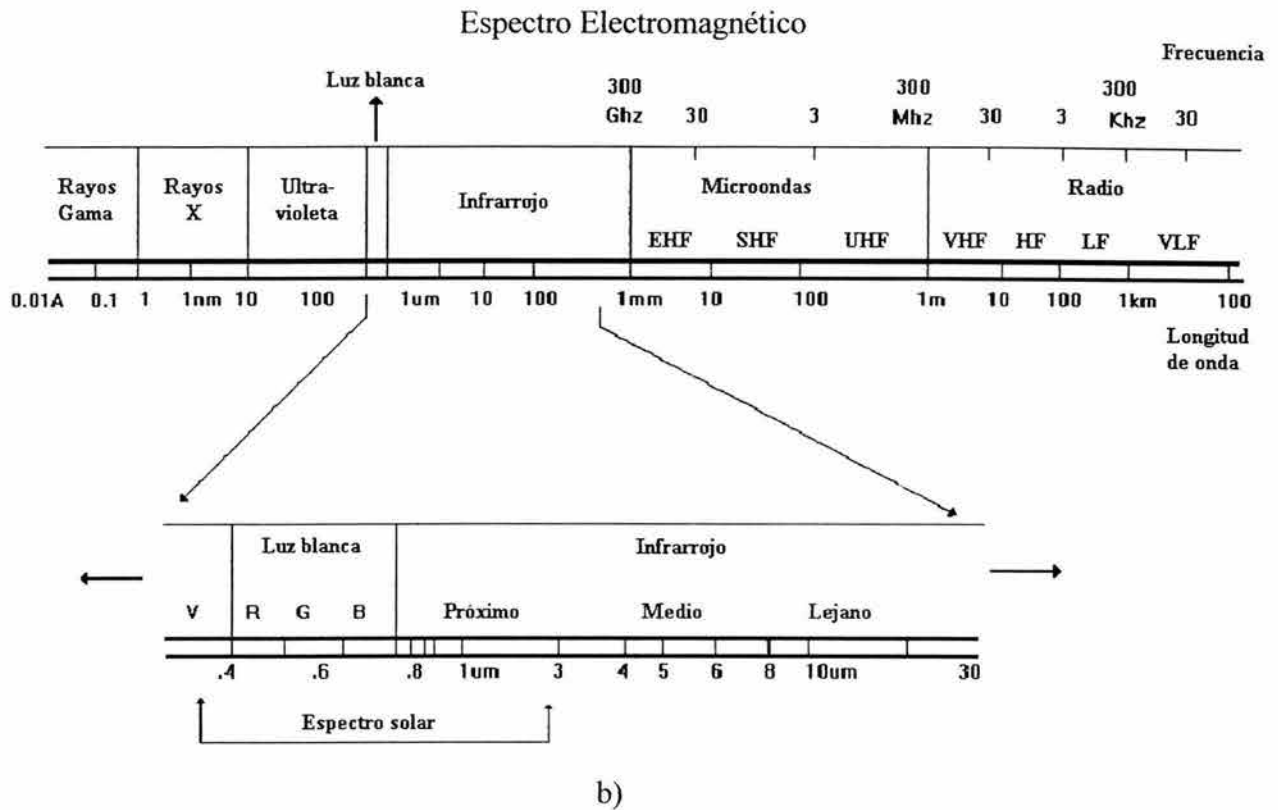 Espectro Electromagnético
Frecuencia
Luz blanca
300 300 300
Ghz 30 3 Mhz 30 3 Khz 30
Rayos Gama
Rayos X
Ultra-violeta
Infrarrojo
Microondas
Radio
EHF SHF UHF VHF HF LF VLF
0.01A 0.1 1 1nm 10 100 1um 10 100 1mm 10 100 1m 10 100 1km 100
Longitud
de onda
Luz blanca Infrarrojo
V R G B Próximo Medio Lejano
.4 .6 .8 1um 3 4 5 6 8 10um 30
Espectro solar
b)